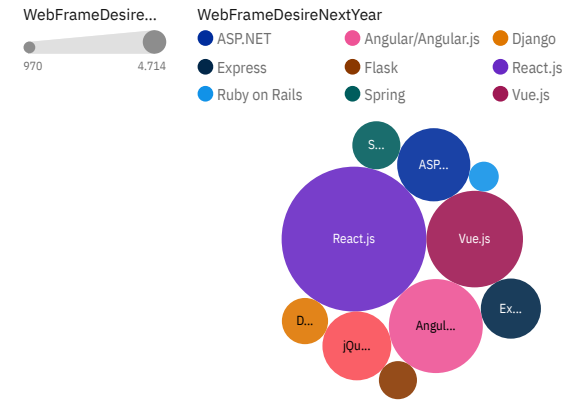 WebFrameDesire...
970
4.714
WebFrameDesireNextYear
ASP.NET
Angular/Angular.js
Django
Express
Flask
React.js
Ruby on Rails
Spring
Vue.js
S...
ASP...
React.js
Vue.js
D...
jQu...
Angul...
Ex...